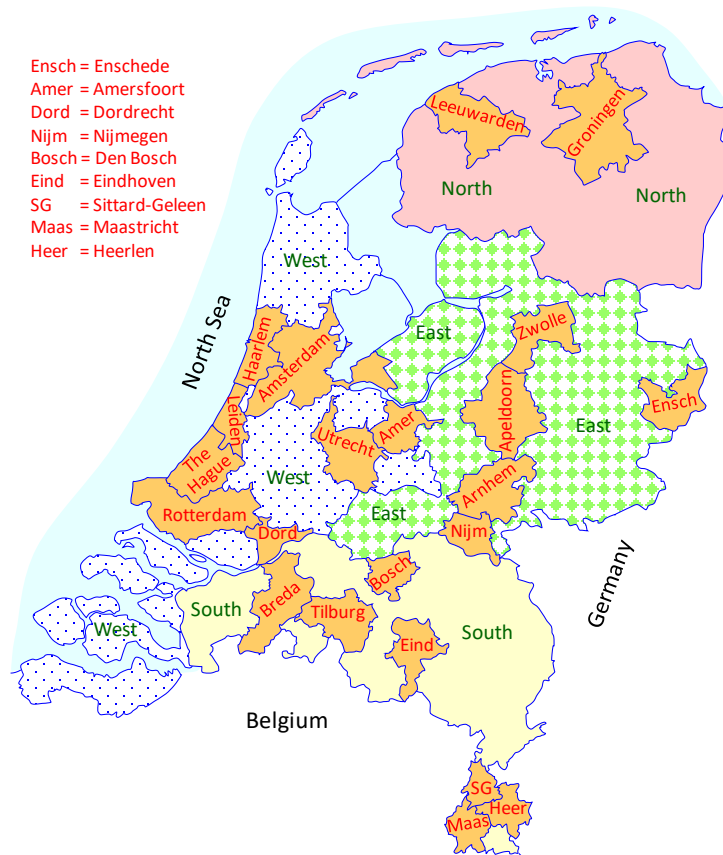 Ensch = Enschede
Amer = Amersfoort
Dord = Dordrecht
Nijm = Nijmegen
Bosch = Den Bosch
Eind = Eindhoven
SG = Sittard-Geleen
Maas = Maastricht
Heer = Heerlen
Leeuwarden
Groningen
North
North
West
North Sea
East
Zwolle
Haarlem
Amsterdam
Ensch
Apeldoorn
Leiden
Utrecht
Amer
East
The
Hague
West
Arnhem
Rotterdam
East
Dord
Nijm
Bosch
Germany
South
Breda
Tilburg
West
Eind
South
Belgium
SG
Heer
Maas